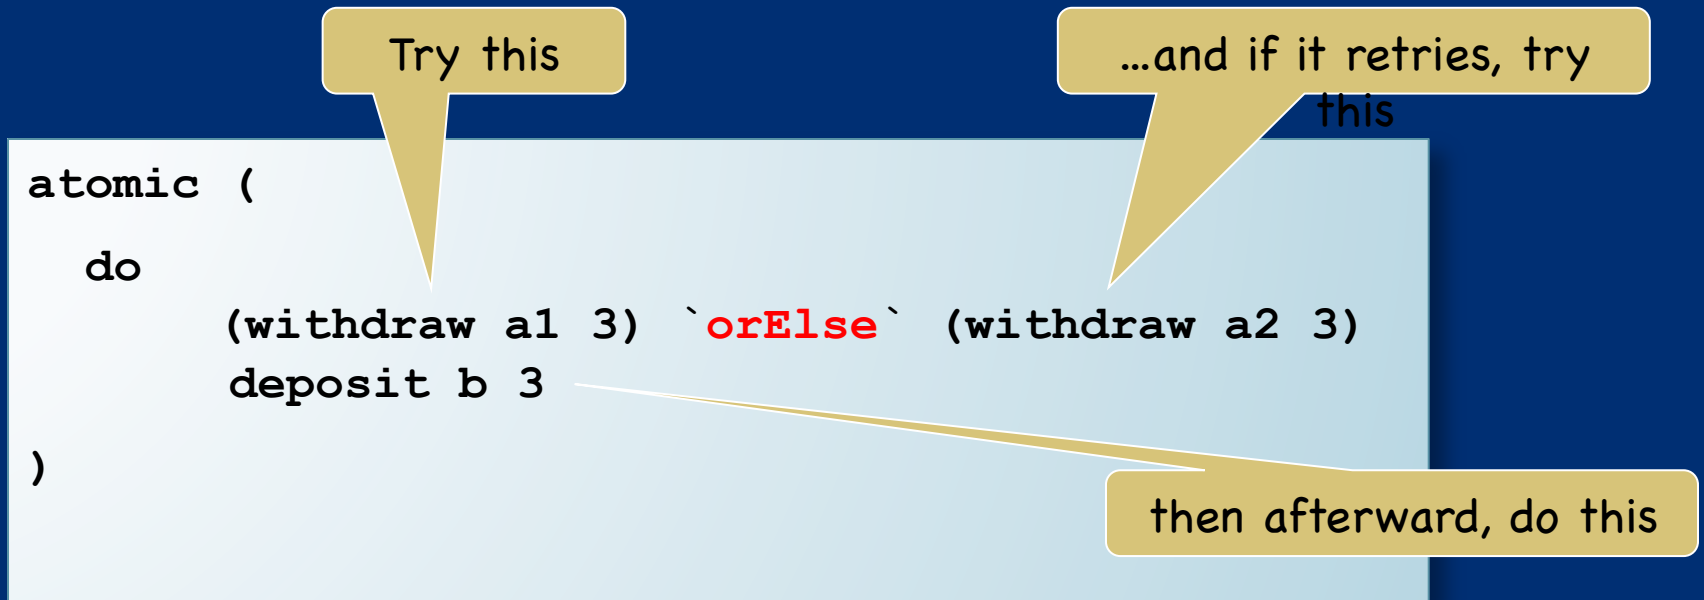 Try this
...and if it retries, try
this
atomic (
do
(withdraw a1 3) `orElse` (withdraw a2 3)
deposit b 3
)
then afterward, do this